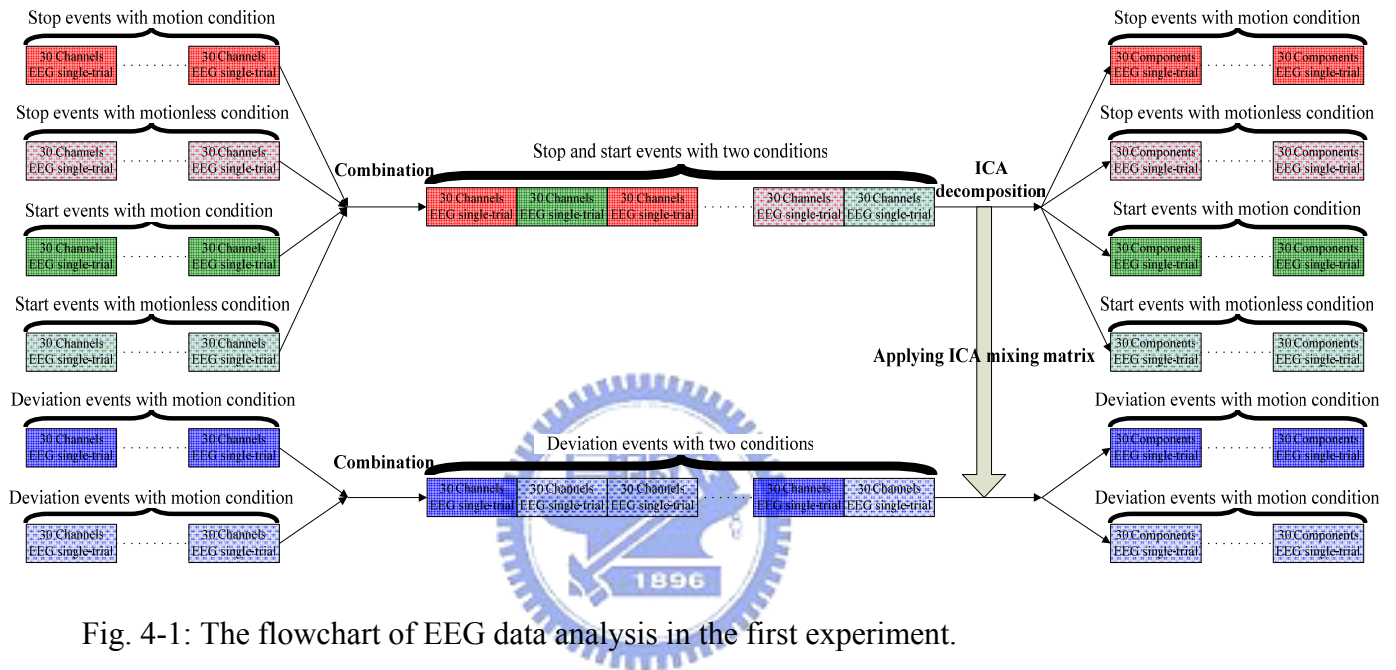 Stop events with motion condition
30 Channels
EEG single-trial
30 Channels
EEG single-trial
Stop events with motionless condition
30 Channels
EEG single-trial
30 Channels
EEG single-trial
Start events with motion condition
30 Channels
EEG single-trial
30 Channels
EEG single-trial
Start events with motionless condition
30 Channels
EEG single-trial
30 Channels
EEG single-trial
Deviation events with motion condition
30 Channels
EEG single-trial
30 Channels
EEG single-trial
Deviation events with motion condition
30 Channels
EEG single-trial
30 Channels
EEG single-trial
Combination
Stop and start events with two conditions
30 Channels
EEG single-trial
30 Channels
EEG single-trial
30 Channels
EEG single-trial
30 Channels
EEG single-trial
30 Channels
EEG single-trial
ICA
decomposition
Applying ICA mixing matrix
Combination
Deviation events with two conditions
30 Channels
EEG single-trial
30 Channels
EEG single-trial
30 Channels
EEG single-trial
30 Channels
EEG single-trial
30 Channels
EEG single-trial
1896
Stop events with motion condition
30 Components
EEG single-trial
30 Components
EEG single-trial
Stop events with motionless condition
30 Components
EEG single-trial
30 Components
EEG single-trial
Start events with motion condition
30 Components
EEG single-trial
30 Components
EEG single-trial
Start events with motionless condition
30 Components
EEG single-trial
30 Components
EEG single-trial
Deviation events with motion condition
30 Components
EEG single-trial
30 Components
EEG single-trial
Deviation events with motion condition
30 Components
EEG single-trial
30 Components
EEG single-trial
Fig. 4-1: The flowchart of EEG data analysis in the first experiment.